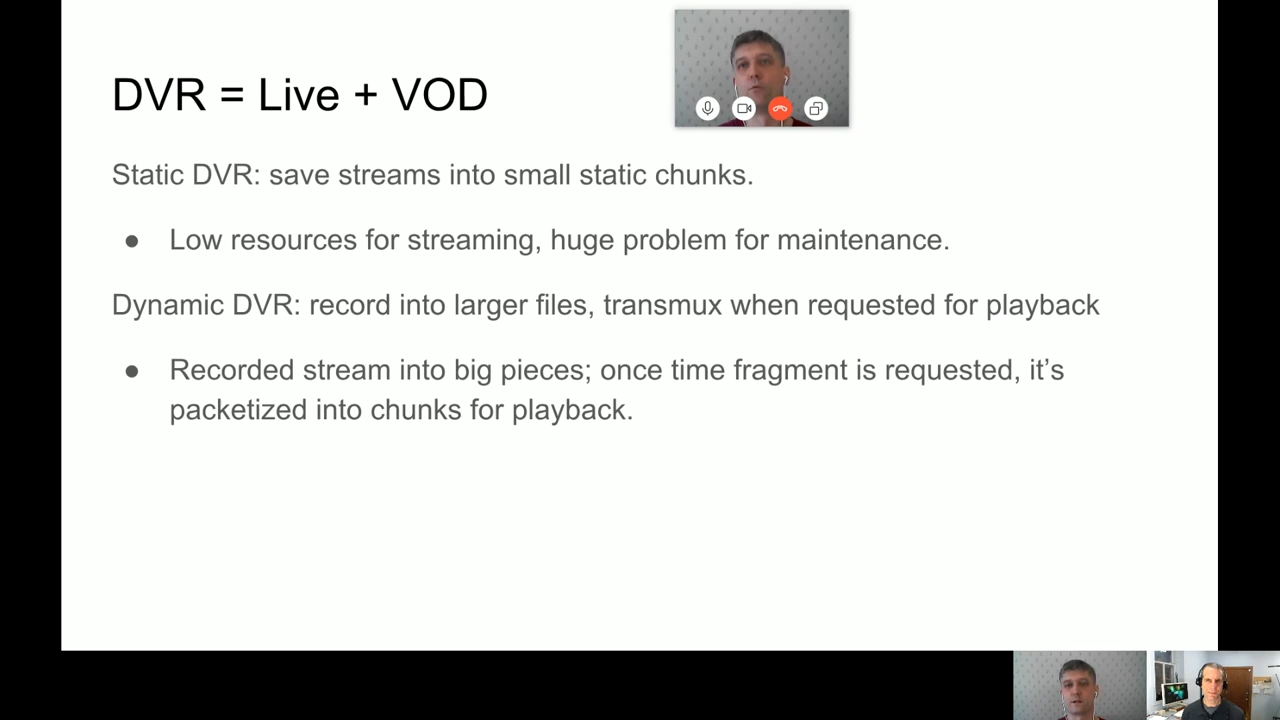 DVR = Live + VOD
Static DVR: save streams into small static chunks.
● Low resources for streaming, huge problem for maintenance.
Dynamic DVR: record into larger files, transmux when requested for playback
● Recorded stream into big pieces; once time fragment is requested, it’s
packetized into chunks for playback.